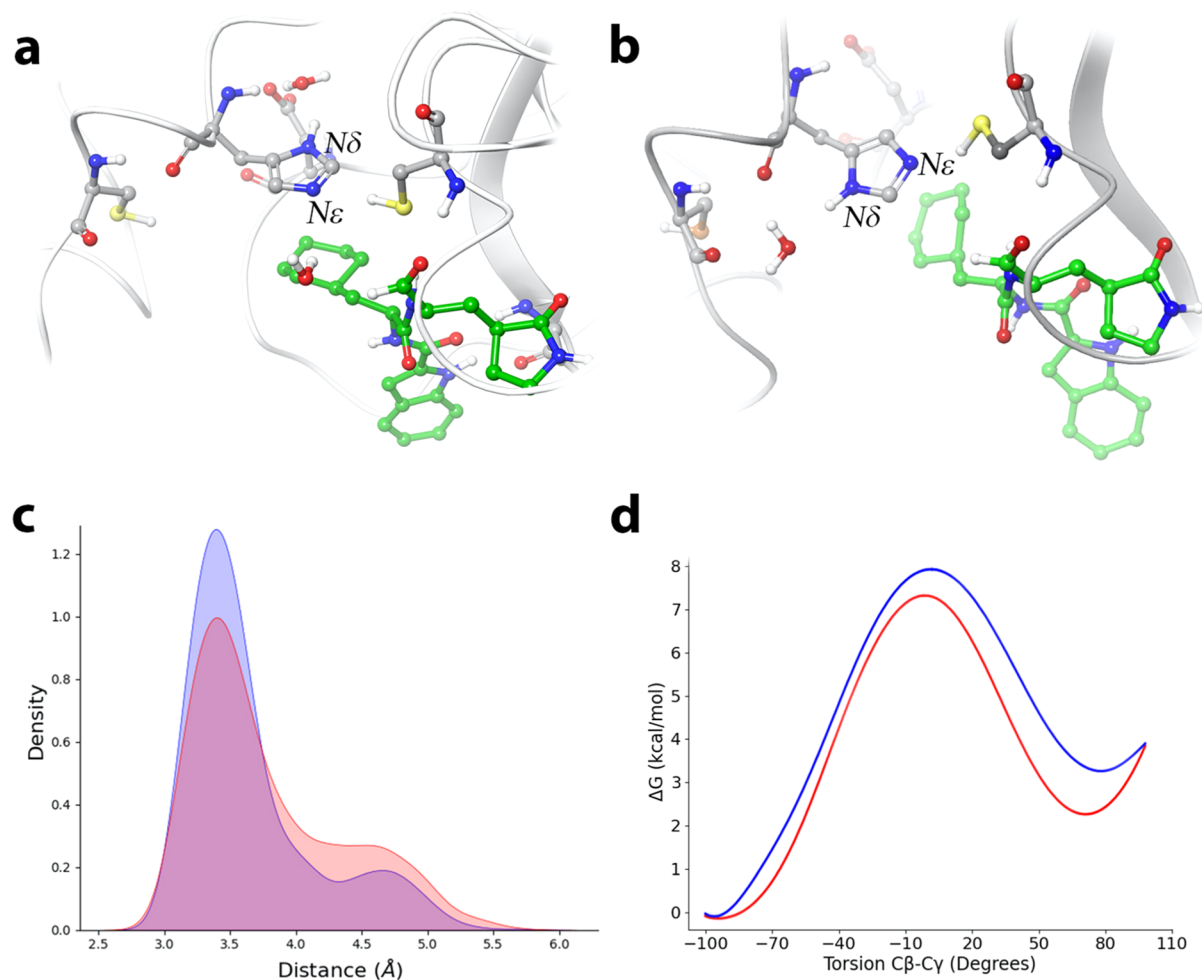 a
b
Nδ
Nε
Nε
Nδ
c
d
Density
1.2
1.0
0.8
0.6
0.4
0.2
0.0
2.5 3.0 3.5 4.0 4.5 5.0 5.5 6.0
Distance (Å)
ΔG (kcal/mol)
8
7
6
5
4
3
2
1
0
−100 −70 −40 −10 20 50 80 110
Torsion Cβ-Cγ (Degrees)